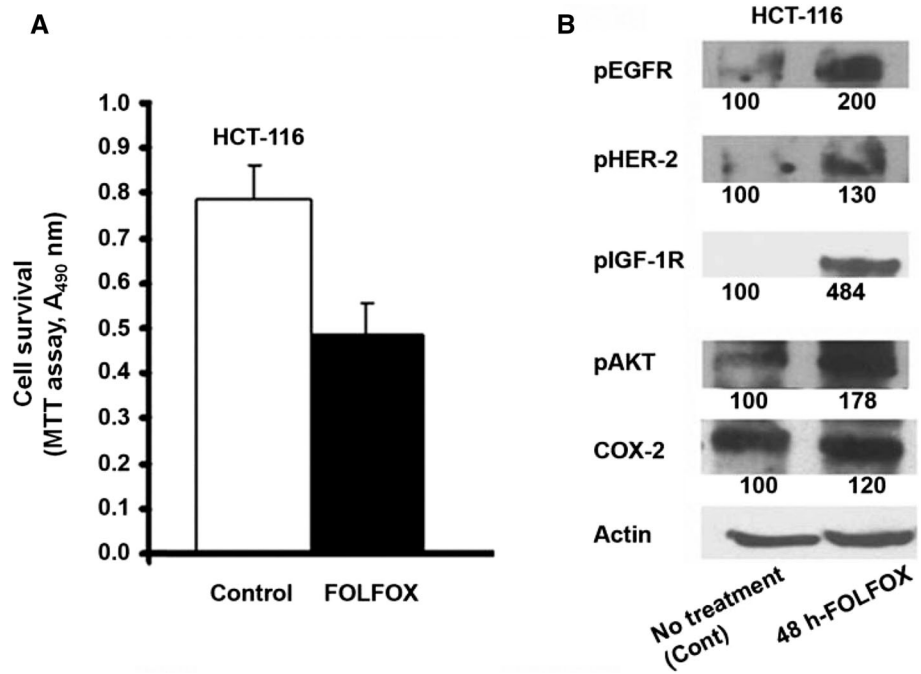 A
Cell survival
(MTT assay, A490 nm)
1.0
0.9
0.8
0.7
0.6
0.5
0.4
0.3
0.2
0.1
0.0
HCT-116
Control FOLFOX
B
HCT-116
pEGFR
100 200
pHER-2
100 130
pIGF-1R
100 484
pAKT
100 178
COX-2
100 120
Actin
No treatment
(Cont)
48 h-FOLFOX